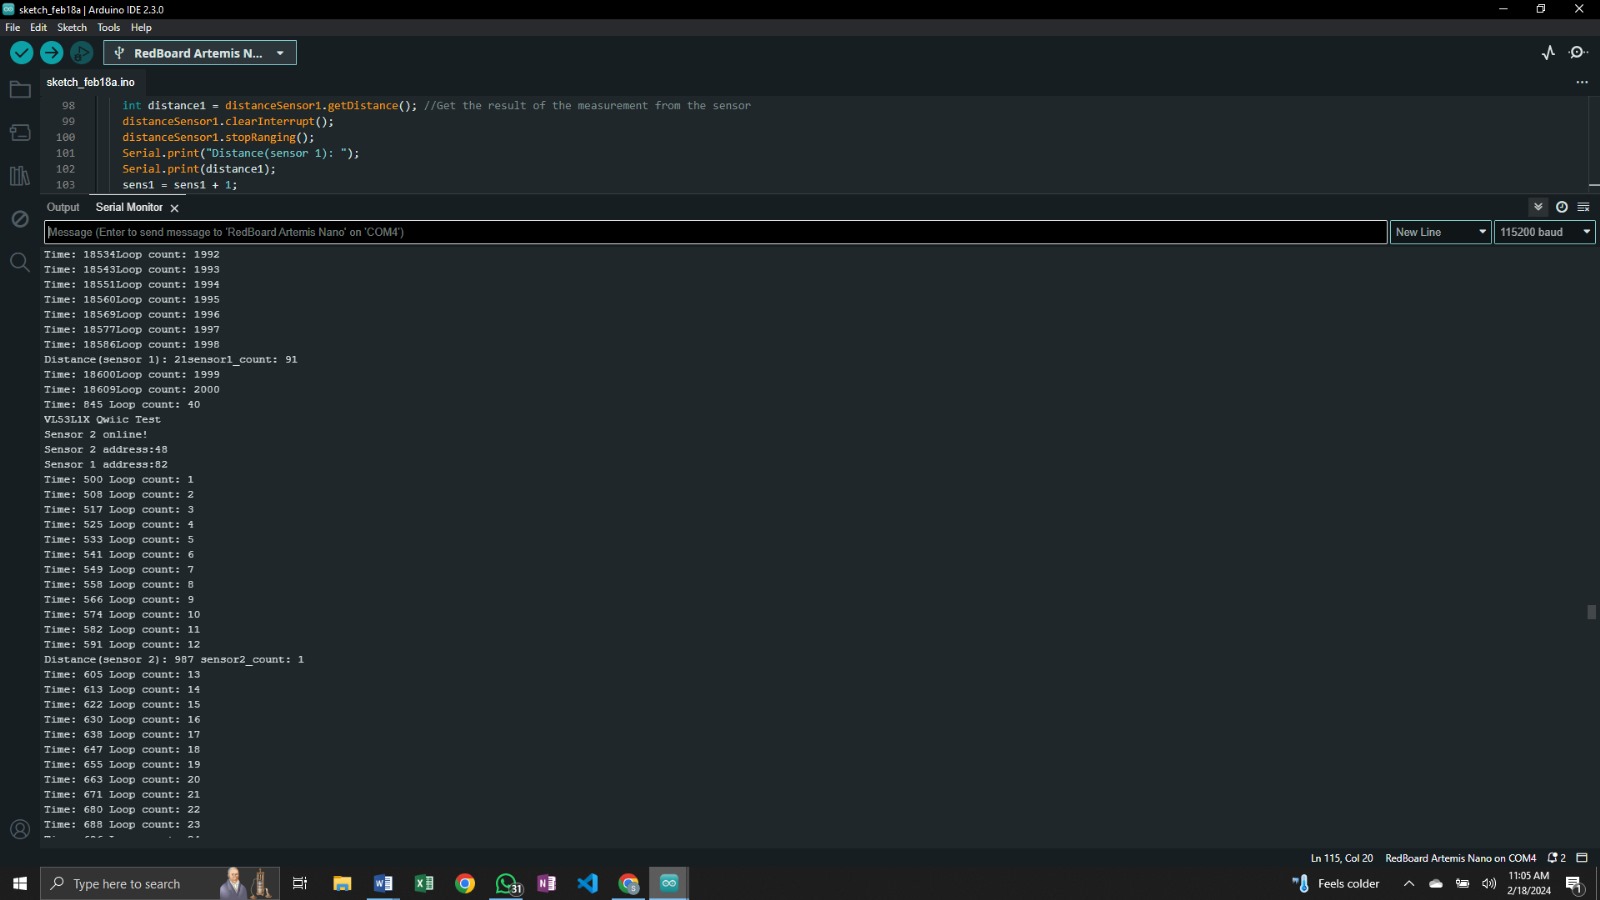 sketch_feb18a | Arduino IDE 2.3.0
File Edit Sketch Tools Help
RedBoard Artemis N...
sketch_feb18a.ino
98 int distance1 = distanceSensor1.getDistance(); //Get the result of the measurement from the sensor
99 distanceSensor1.clearInterrupt();
100 distanceSensor1.stopRanging();
101 Serial.print("Distance(sensor 1): ");
102 Serial.print(distance1);
103 sens1 = sens1 + 1;
Output Serial Monitor
Message (Enter to send message to 'RedBoard Artemis Nano' on 'COM4') New Line 115200 baud
Time: 18534Loop count: 1992
Time: 18543Loop count: 1993
Time: 18551Loop count: 1994
Time: 18560Loop count: 1995
Time: 18569Loop count: 1996
Time: 18577Loop count: 1997
Time: 18586Loop count: 1998
Distance(sensor 1): 21sensor1_count: 91
Time: 18600Loop count: 1999
Time: 18609Loop count: 2000
Time: 845 Loop count: 40
VL53L1X Qwiic Test
Sensor 2 online!
Sensor 2 address:48
Sensor 1 address:82
Time: 500 Loop count: 1
Time: 508 Loop count: 2
Time: 517 Loop count: 3
Time: 525 Loop count: 4
Time: 533 Loop count: 5
Time: 541 Loop count: 6
Time: 549 Loop count: 7
Time: 558 Loop count: 8
Time: 566 Loop count: 9
Time: 574 Loop count: 10
Time: 582 Loop count: 11
Time: 591 Loop count: 12
Distance(sensor 2): 987 sensor2_count: 1
Time: 605 Loop count: 13
Time: 613 Loop count: 14
Time: 622 Loop count: 15
Time: 630 Loop count: 16
Time: 638 Loop count: 17
Time: 647 Loop count: 18
Time: 655 Loop count: 19
Time: 663 Loop count: 20
Time: 671 Loop count: 21
Time: 680 Loop count: 22
Time: 688 Loop count: 23
Ln 115, Col 20 RedBoard Artemis Nano on COM4 2
Type here to search
31
Feels colder
11:05 AM
2/18/2024
1